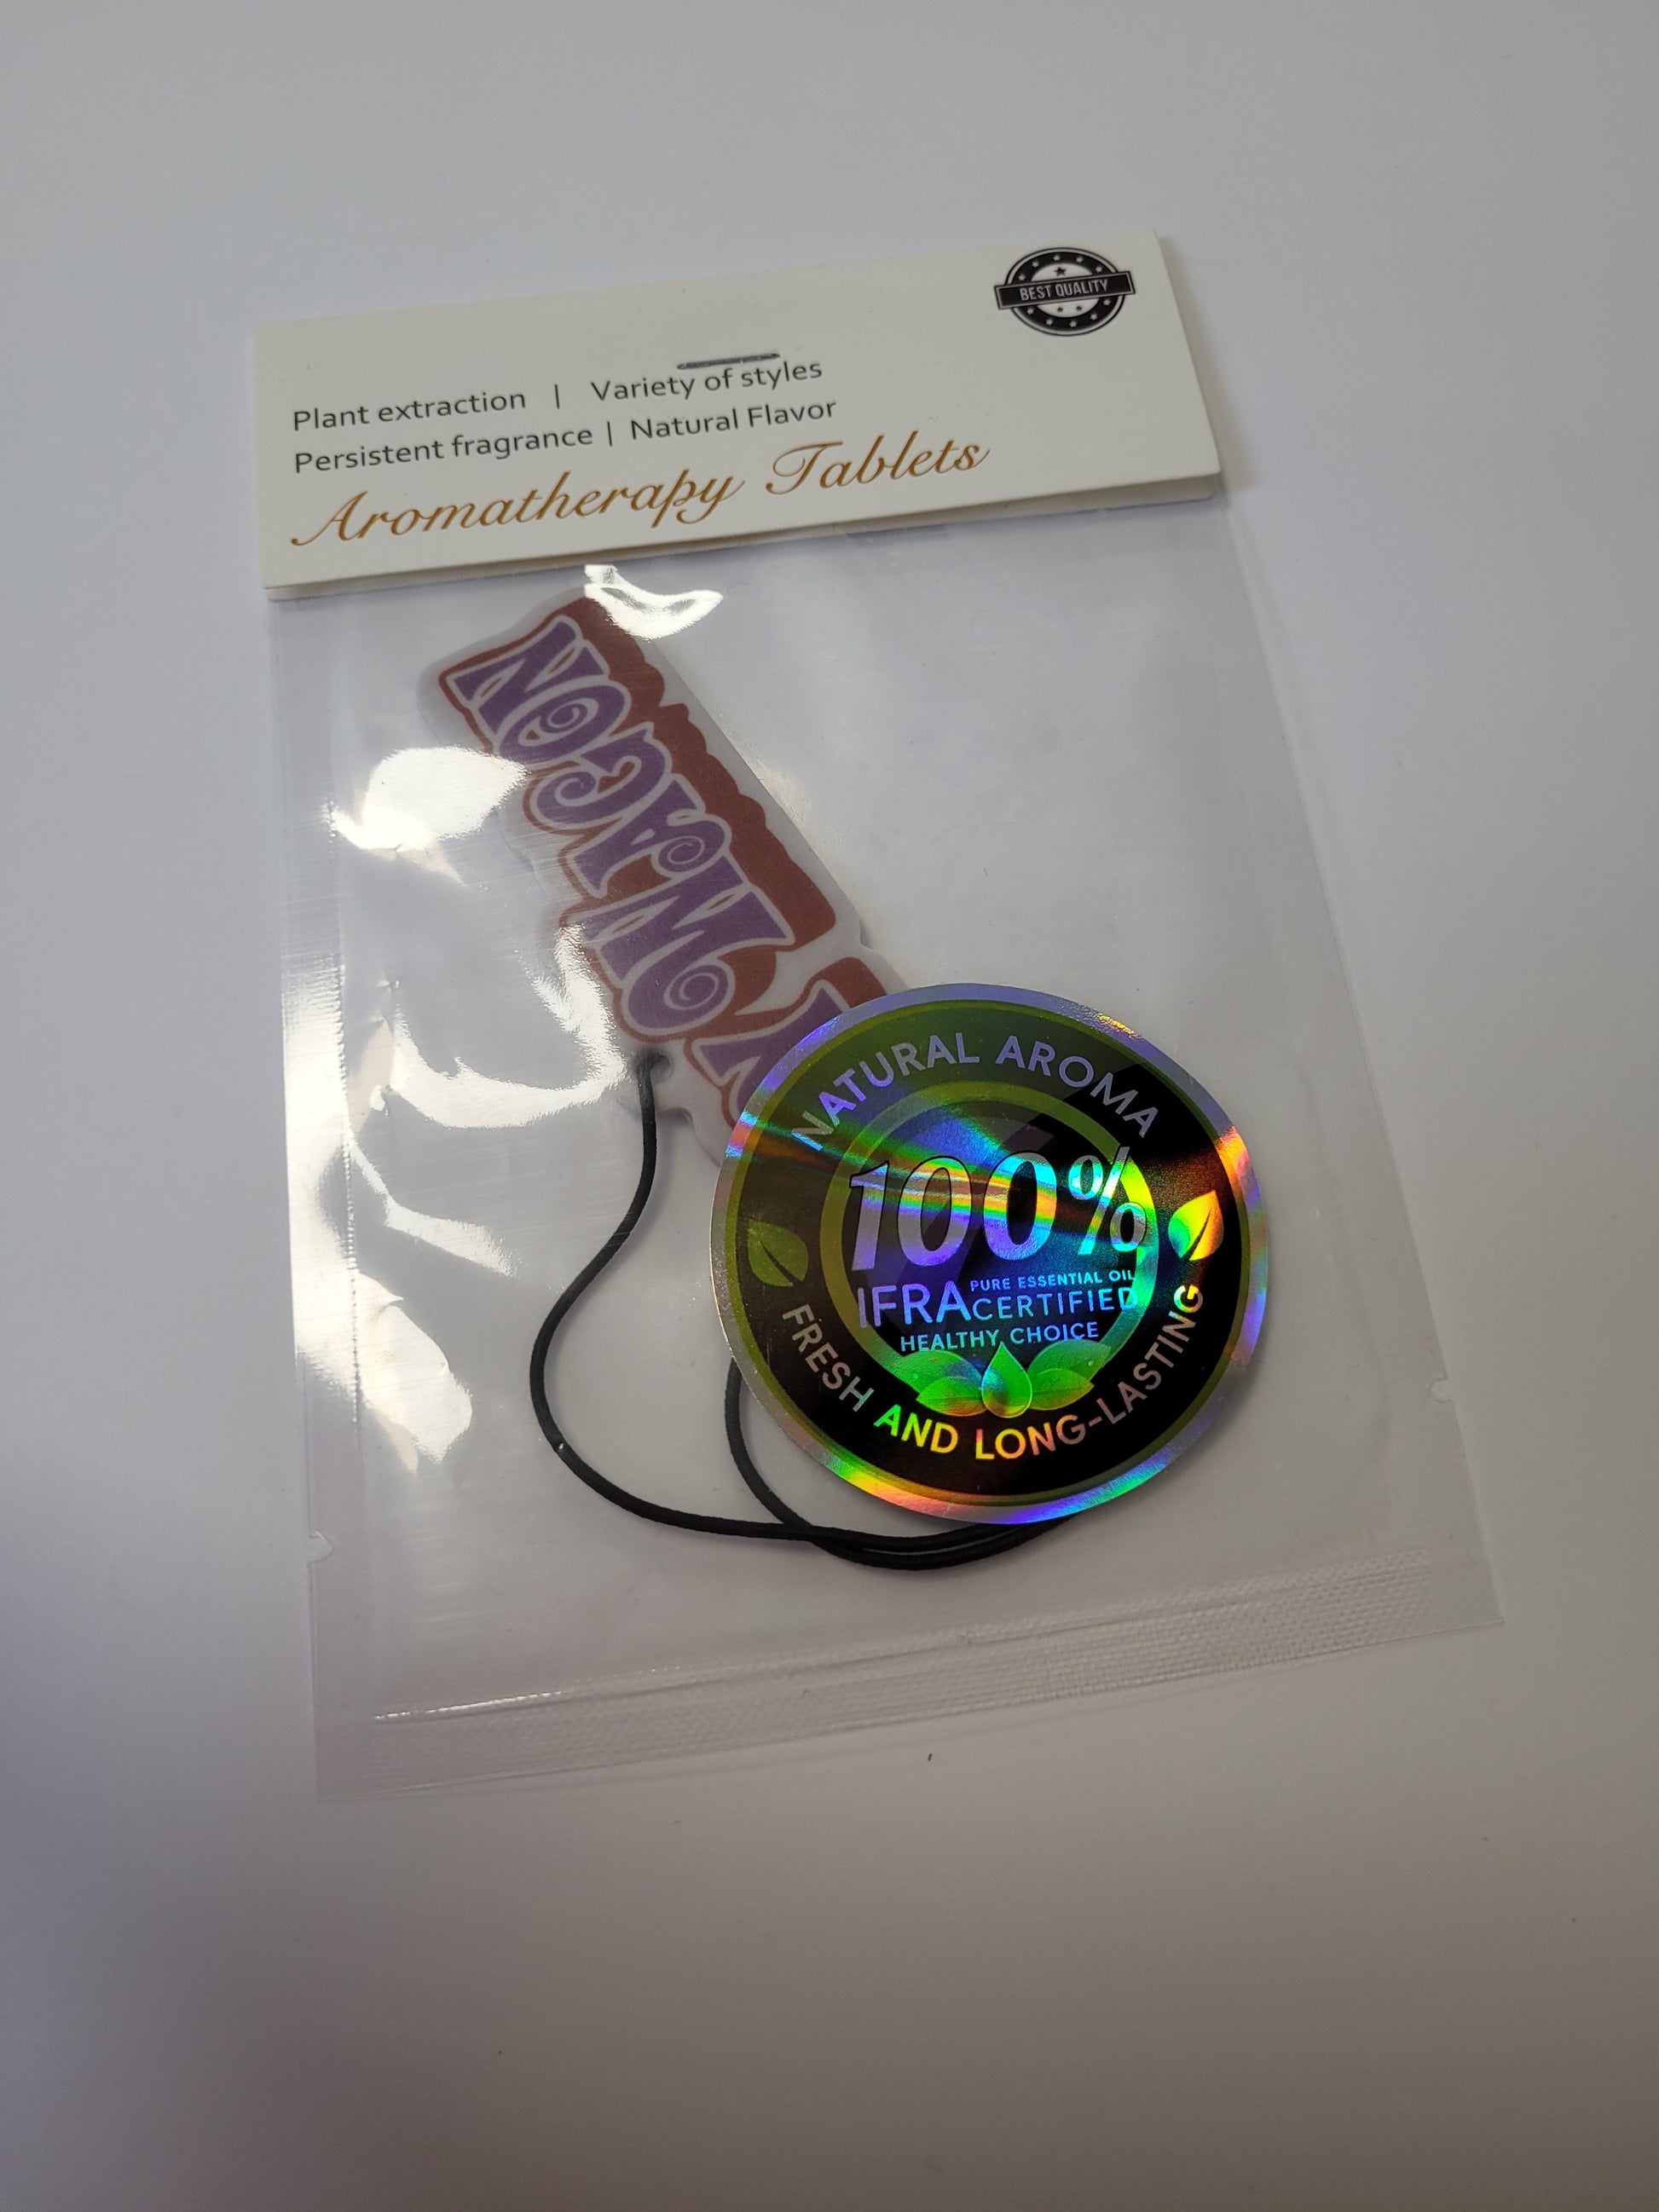 BEST QUALITY
Plant extraction | Variety of styles
Persistent fragrance | Natural Flavor
Aromatherapy Tablets
WAGON
NATURAL AROMA
100%
PURE ESSENTIAL OIL
IFRA CERTIFIED
HEALTHY CHOICE
FRESH AND LONG-LASTING